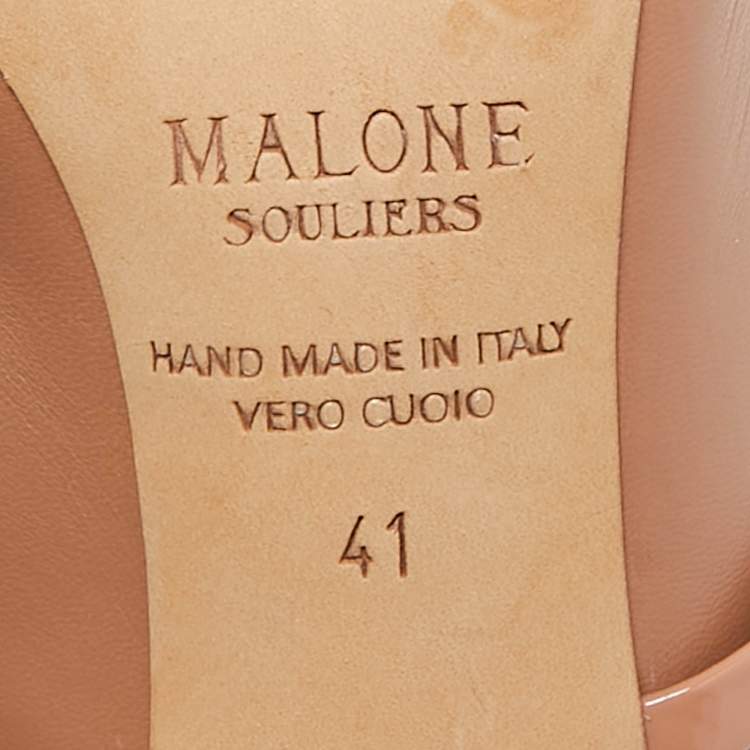 MALONE
SOULIERS
HAND MADE IN ITALY
VERO CUOIO
41